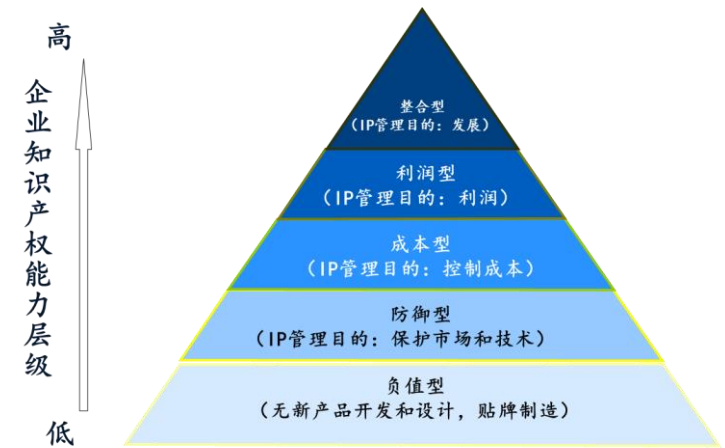 高
企业知识产权能力层级
低
整合型
（IP管理目的：发展）
利润型
（IP管理目的：利润）
成本型
（IP管理目的：控制成本）
防御型
（IP管理目的：保护市场和技术）
负值型
（无新产品开发和设计，贴牌制造）